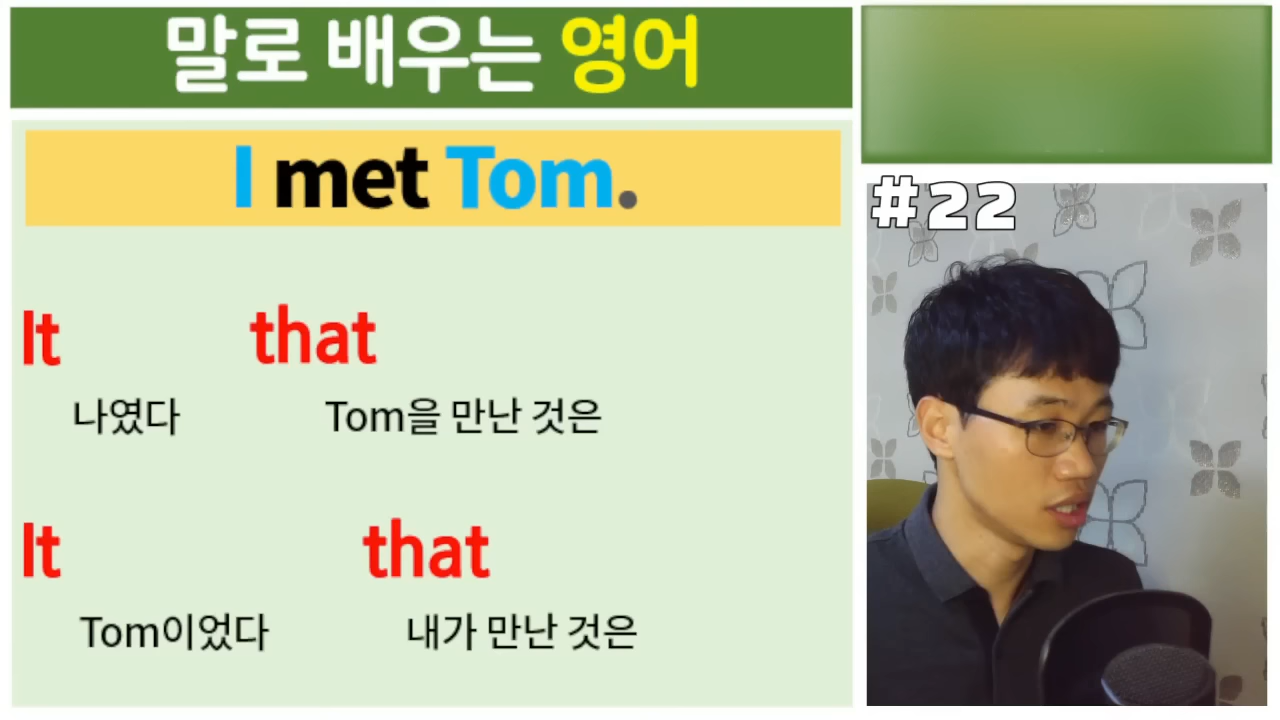 말로 배우는 영어
I met Tom.
#22
It that
나였다 Tom을 만난 것은
It that
Tom이었다 내가 만난 것은